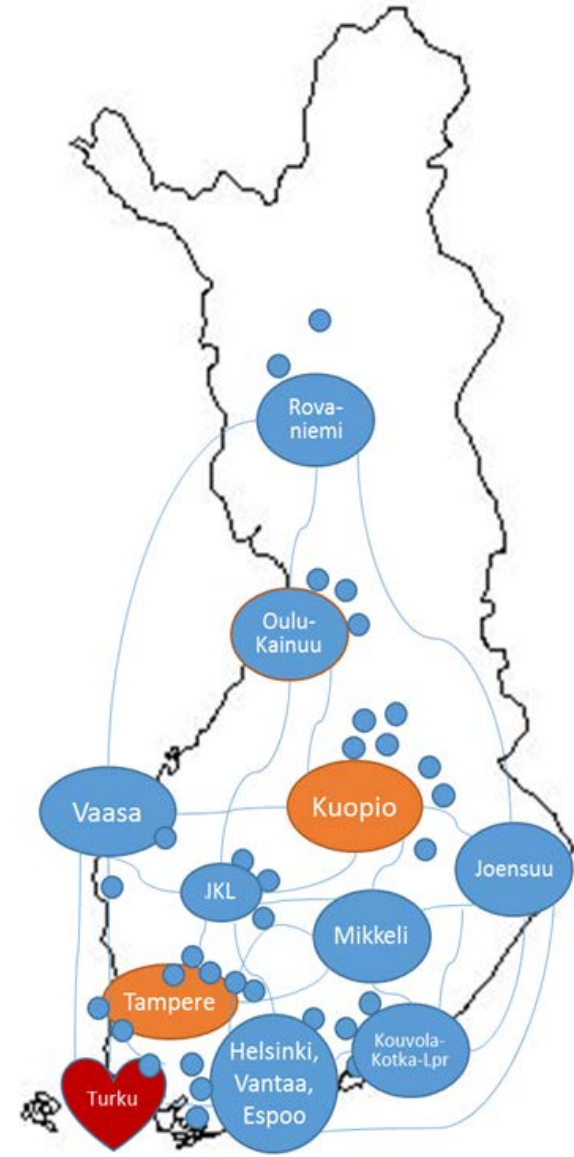 Rova-
niemi
Oulu-
Kainuu
Vaasa
Kuopio
Joensuu
JKL
Mikkeli
Tampere
Helsinki,
Vantaa,
Espoo
Kouvola-
Kotka-Lpr
Turku